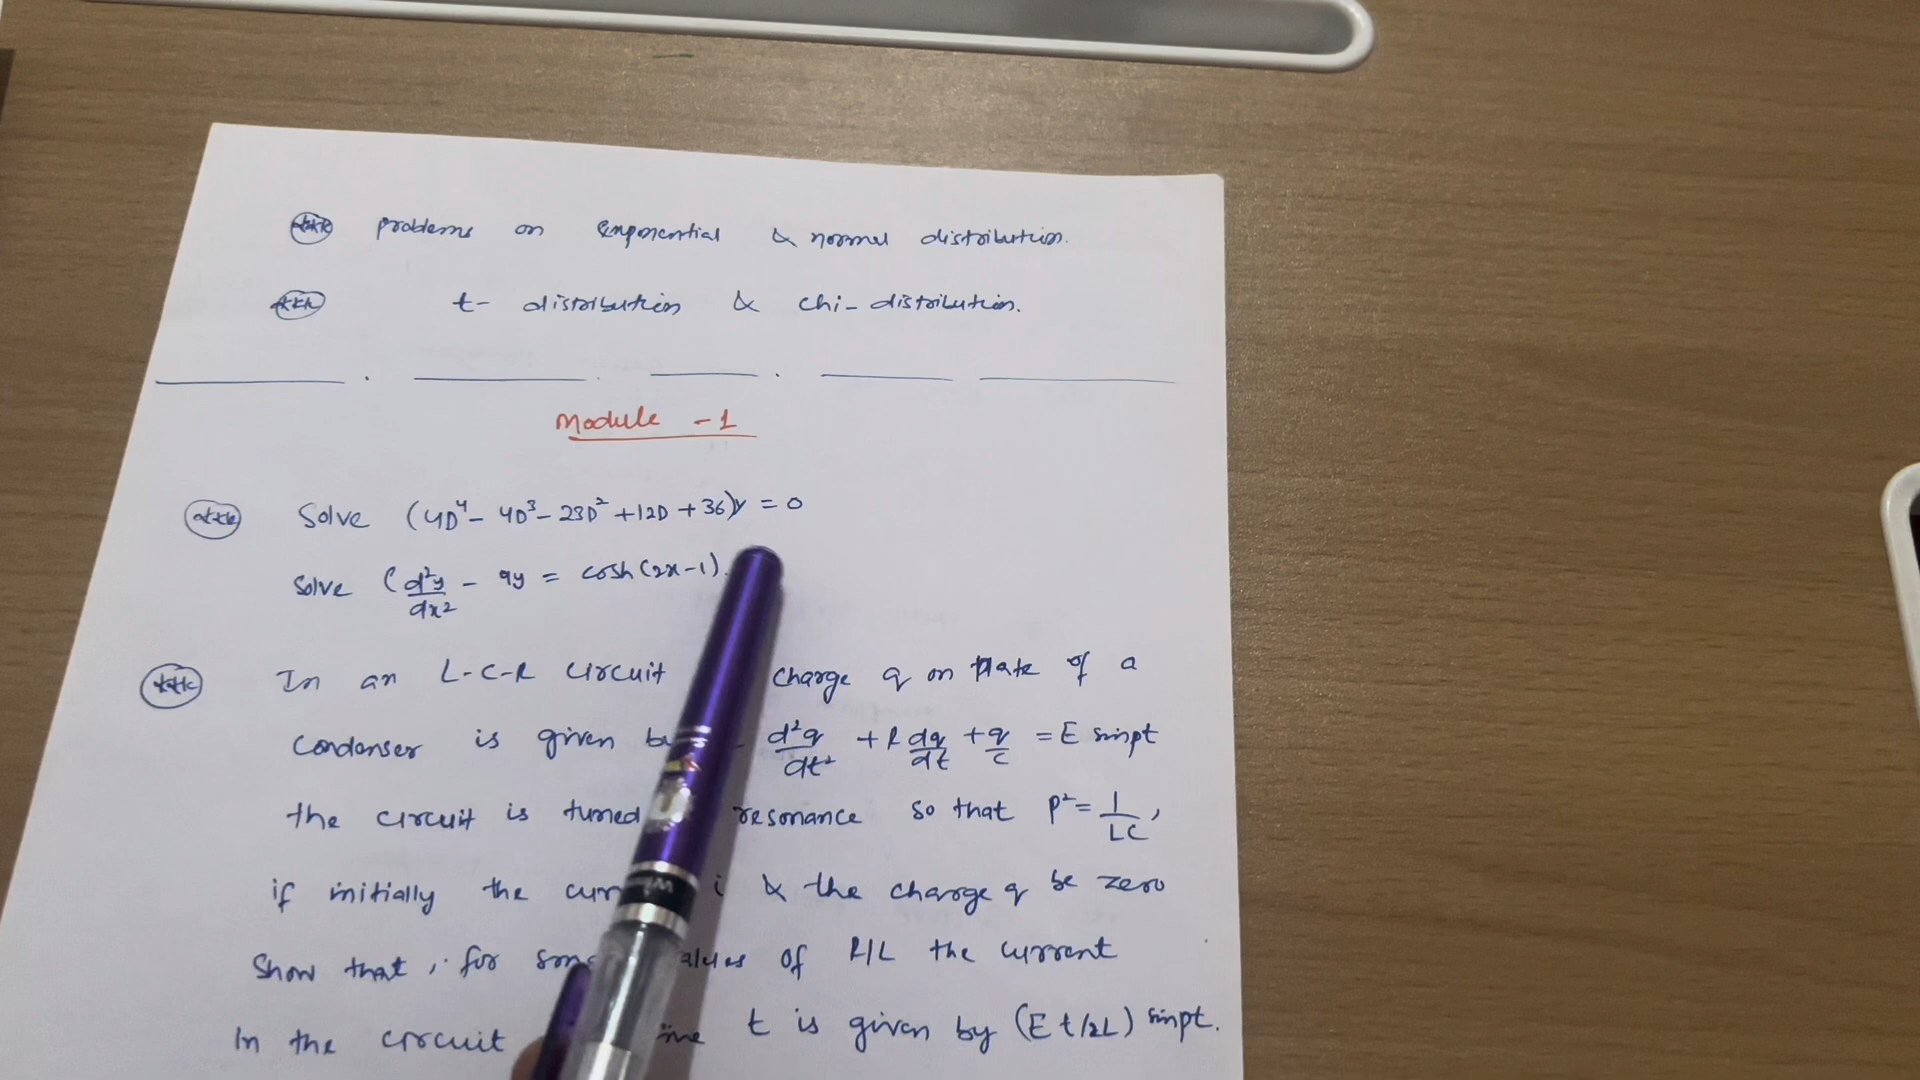 *** problems on exponential & normal distribution.
*** t- distribution & chi-distribution.
Module -1
*** Solve (4D⁴ - 4D³ - 23D² + 12D + 36)y = 0
Solve (d²y/dx² - 9y = cosh(2x-1).
*** In an L-C-R circuit charge q on plate of a
condenser is given d²q/dt² + R dq/dt + q/c = E sinpt
the circuit is tuned resonance so that p² = 1/LC,
if initially the i & the charge q be zero
Show that, for of R/L the current
In the circuit t is given by (Et/2L) sinpt.